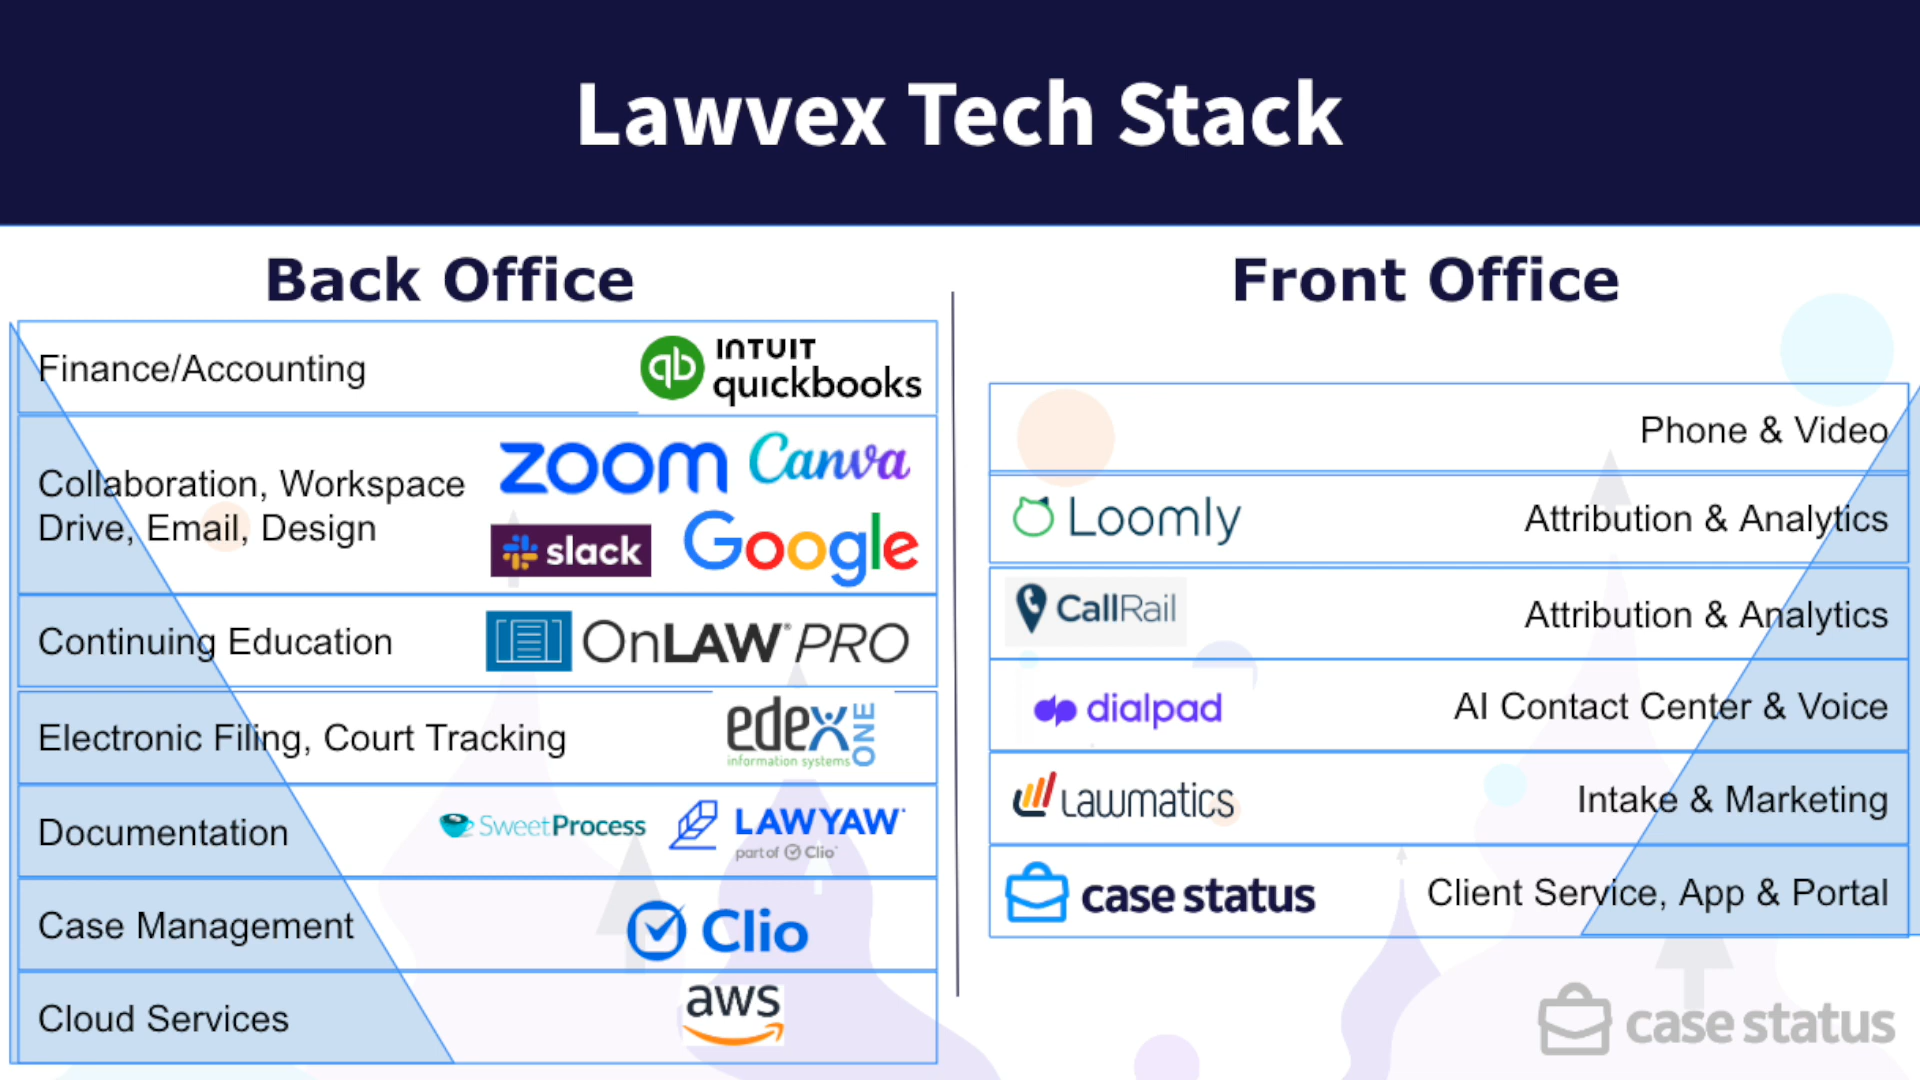 Lawvex Tech Stack
Back Office
Finance/Accounting
INTUIT
quickbooks
Collaboration, Workspace
Drive, Email, Design
zoom
Canva
slack
Google
Continuing Education
OnLAW® PRO
Electronic Filing, Court Tracking
edex
ONE
information systems
Documentation
SweetProcess
LAWYAW
part of Clio
Case Management
Clio
Cloud Services
aws
Front Office
Phone & Video
Loomly
Attribution & Analytics
CallRail
Attribution & Analytics
dialpad
AI Contact Center & Voice
LAWMATICS
Intake & Marketing
case status
Client Service, App & Portal
case status